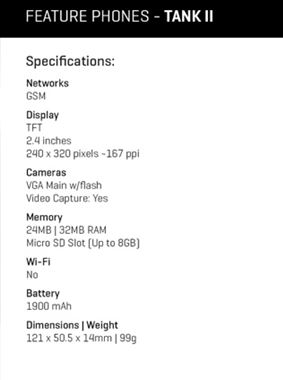 FEATURE PHONES - TANK II
Specifications:
Networks
GSM
Display
TFT
2.4 inches
240 x 320 pixels ~167 ppi
Cameras
VGA Main w/flash
Video Capture: Yes
Memory
24MB | 32MB RAM
Micro SD Slot (Up to 8GB)
Wi-Fi
No
Battery
1900 mAh
Dimensions | Weight
121 x 50.5 x 14mm | 99g